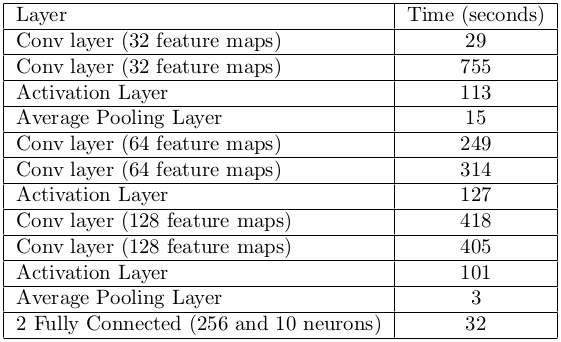 Layer Time (seconds)
Conv layer (32 feature maps) 29
Conv layer (32 feature maps) 755
Activation Layer 113
Average Pooling Layer 15
Conv layer (64 feature maps) 249
Conv layer (64 feature maps) 314
Activation Layer 127
Conv layer (128 feature maps) 418
Conv layer (128 feature maps) 405
Activation Layer 101
Average Pooling Layer 3
2 Fully Connected (256 and 10 neurons) 32